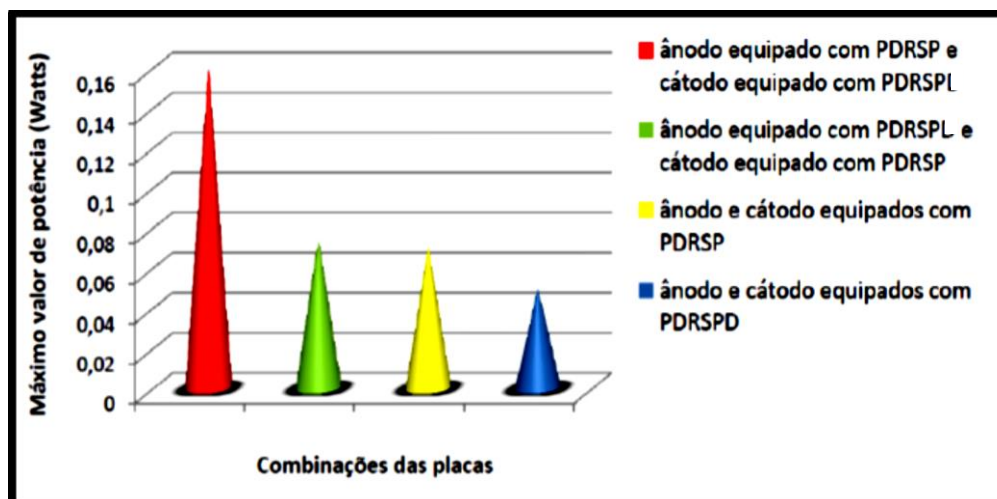 Máximo valor de potência (Watts)
0,16
0,14
0,12
0,1
0,08
0,06
0,04
0,02
0
Combinações das placas
ânodo equipado com PDRSP e
cátodo equipado com PDRSPL
ânodo equipado com PDRSPL e
cátodo equipado com PDRSP
ânodo e cátodo equipados com
PDRSP
ânodo e cátodo equipados com
PDRSPD